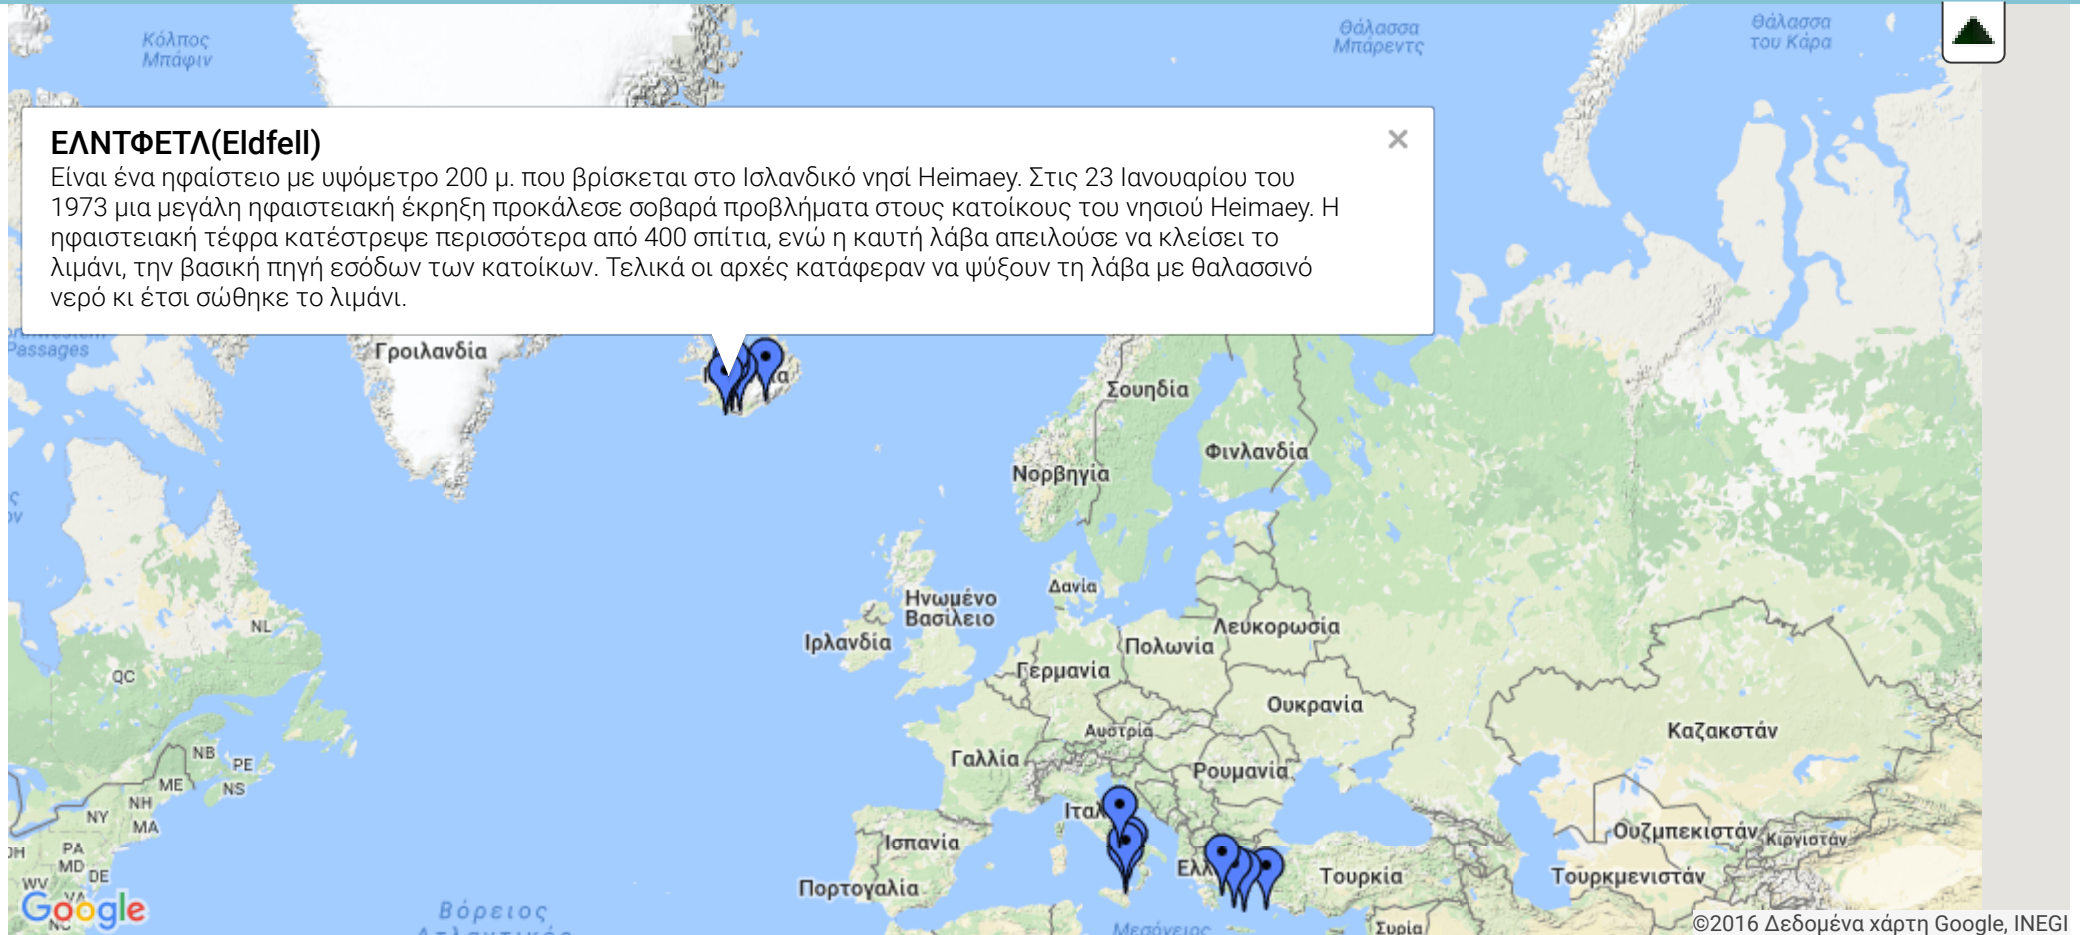 Κόλπος
Μπάφιν
Θάλασσα
Μπάρεντς
Θάλασσα
του Κάρα
ΕΛΝΤΦΕΤΛ(Eldfell)
Είναι ένα ηφαίστειο με υψόμετρο 200 μ. που βρίσκεται στο Ισλανδικό νησί Heimaey. Στις 23 Ιανουαρίου του
1973 μια μεγάλη ηφαιστειακή έκρηξη προκάλεσε σοβαρά προβλήματα στους κατοίκους του νησιού Heimaey. Η
ηφαιστειακή τέφρα κατέστρεψε περισσότερα από 400 σπίτια, ενώ η καυτή λάβα απειλούσε να κλείσει το
λιμάνι, την βασική πηγή εσόδων των κατοίκων. Τελικά οι αρχές κατάφεραν να ψύξουν τη λάβα με θαλασσινό
νερό κι έτσι σώθηκε το λιμάνι.
Passages
Γροιλανδία
Σουηδία
Φινλανδία
Νορβηγία
Δανία
Ηνωμένο
Βασίλειο
Ιρλανδία
Λευκορωσία
Πολωνία
Γερμανία
Ουκρανία
Αυστρία
Γαλλία
Ρουμανία
Καζακστάν
NL
QC
NB
PE
ME
NS
NH
NY
MA
PA
MD
DE
WV
VA
Ισπανία
Πορτογαλία
Τουρκία
Ουζμπεκιστάν
Κιργιστάν
Τουρκμενιστάν
Συρία
Μεσόγειος
Βόρειος
Ατλαντικός
Google
©2016 Δεδομένα χάρτη Google, INEGI